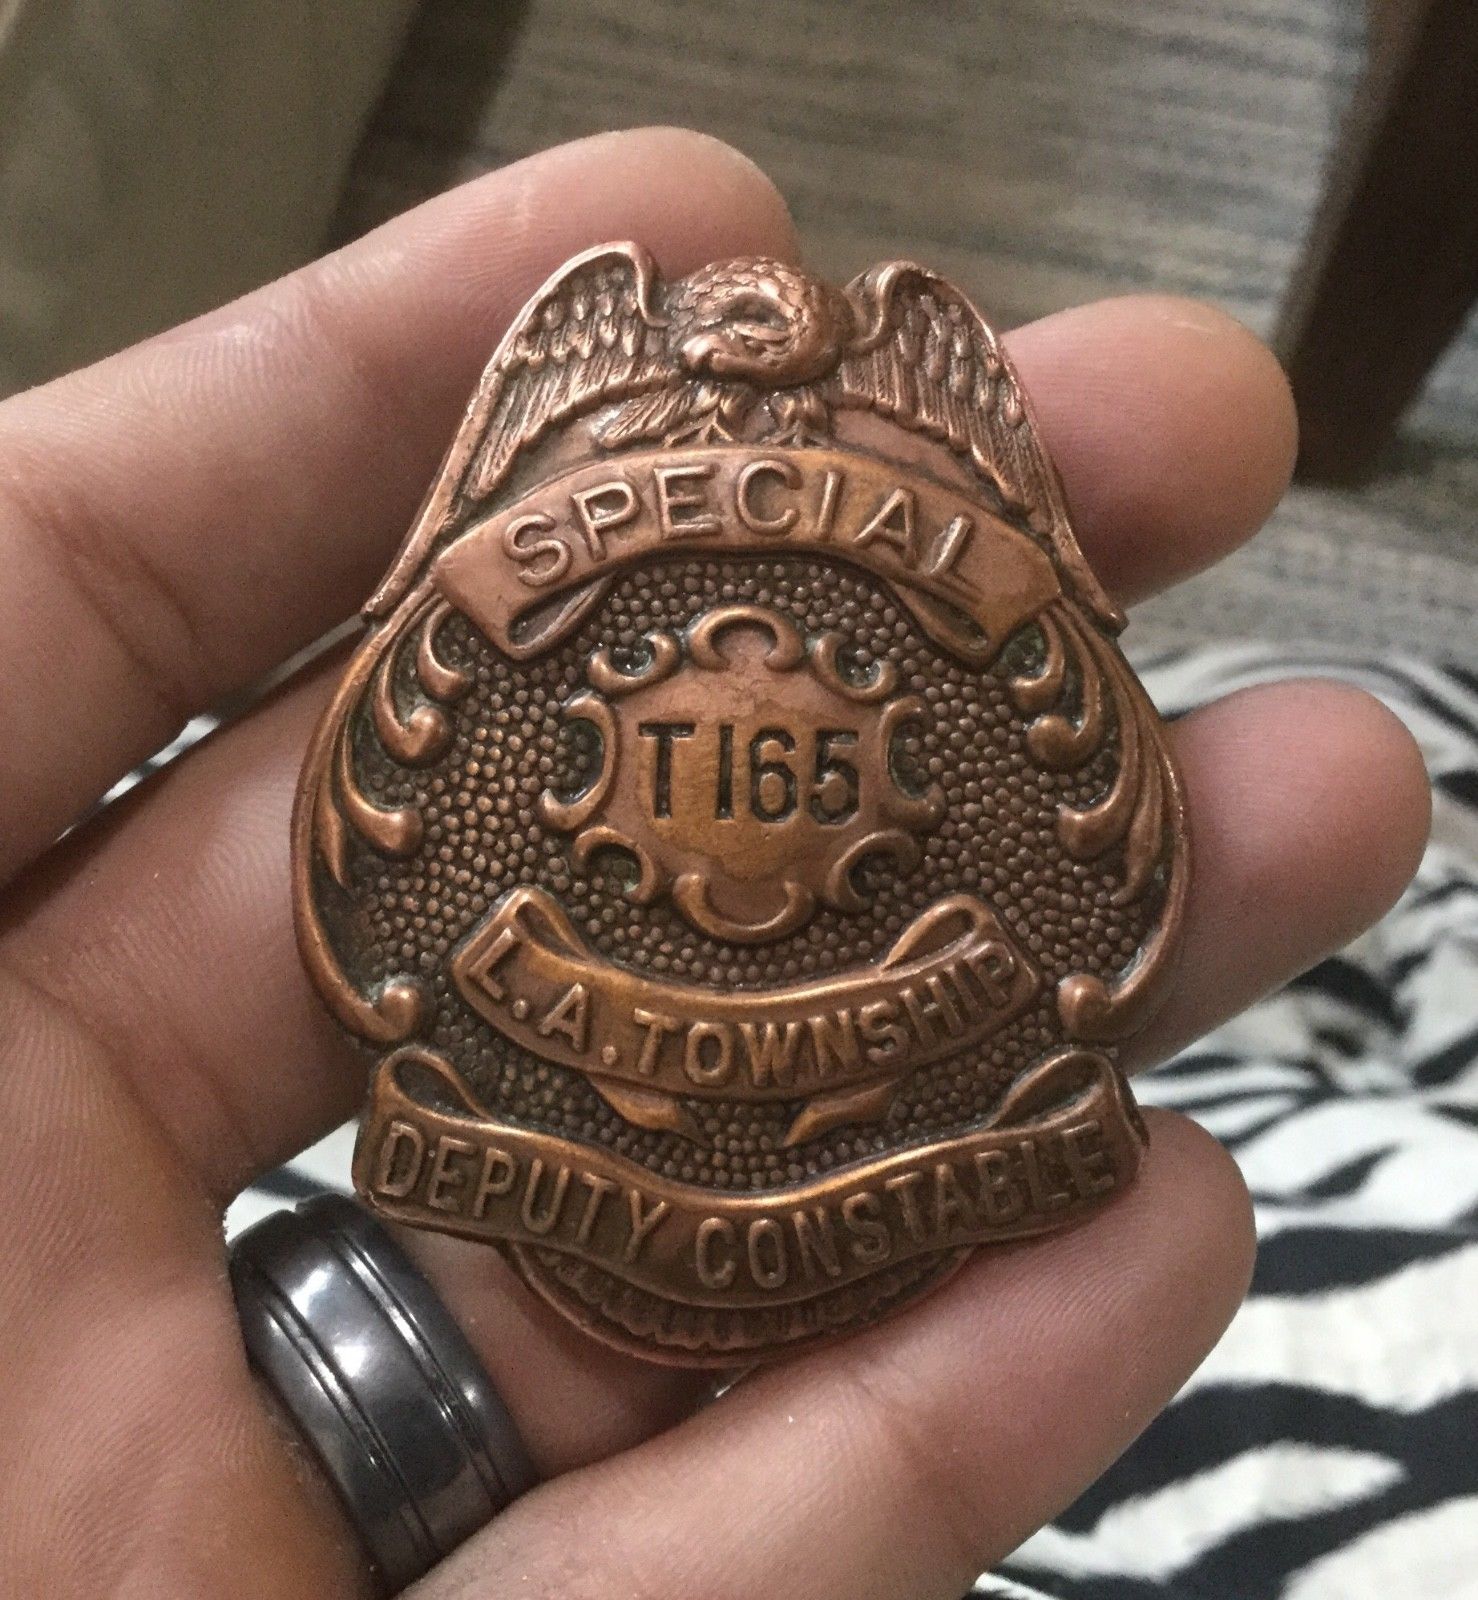 SPECIAL
T165
L.A. TOWNSHIP
DEPUTY CONSTABLE